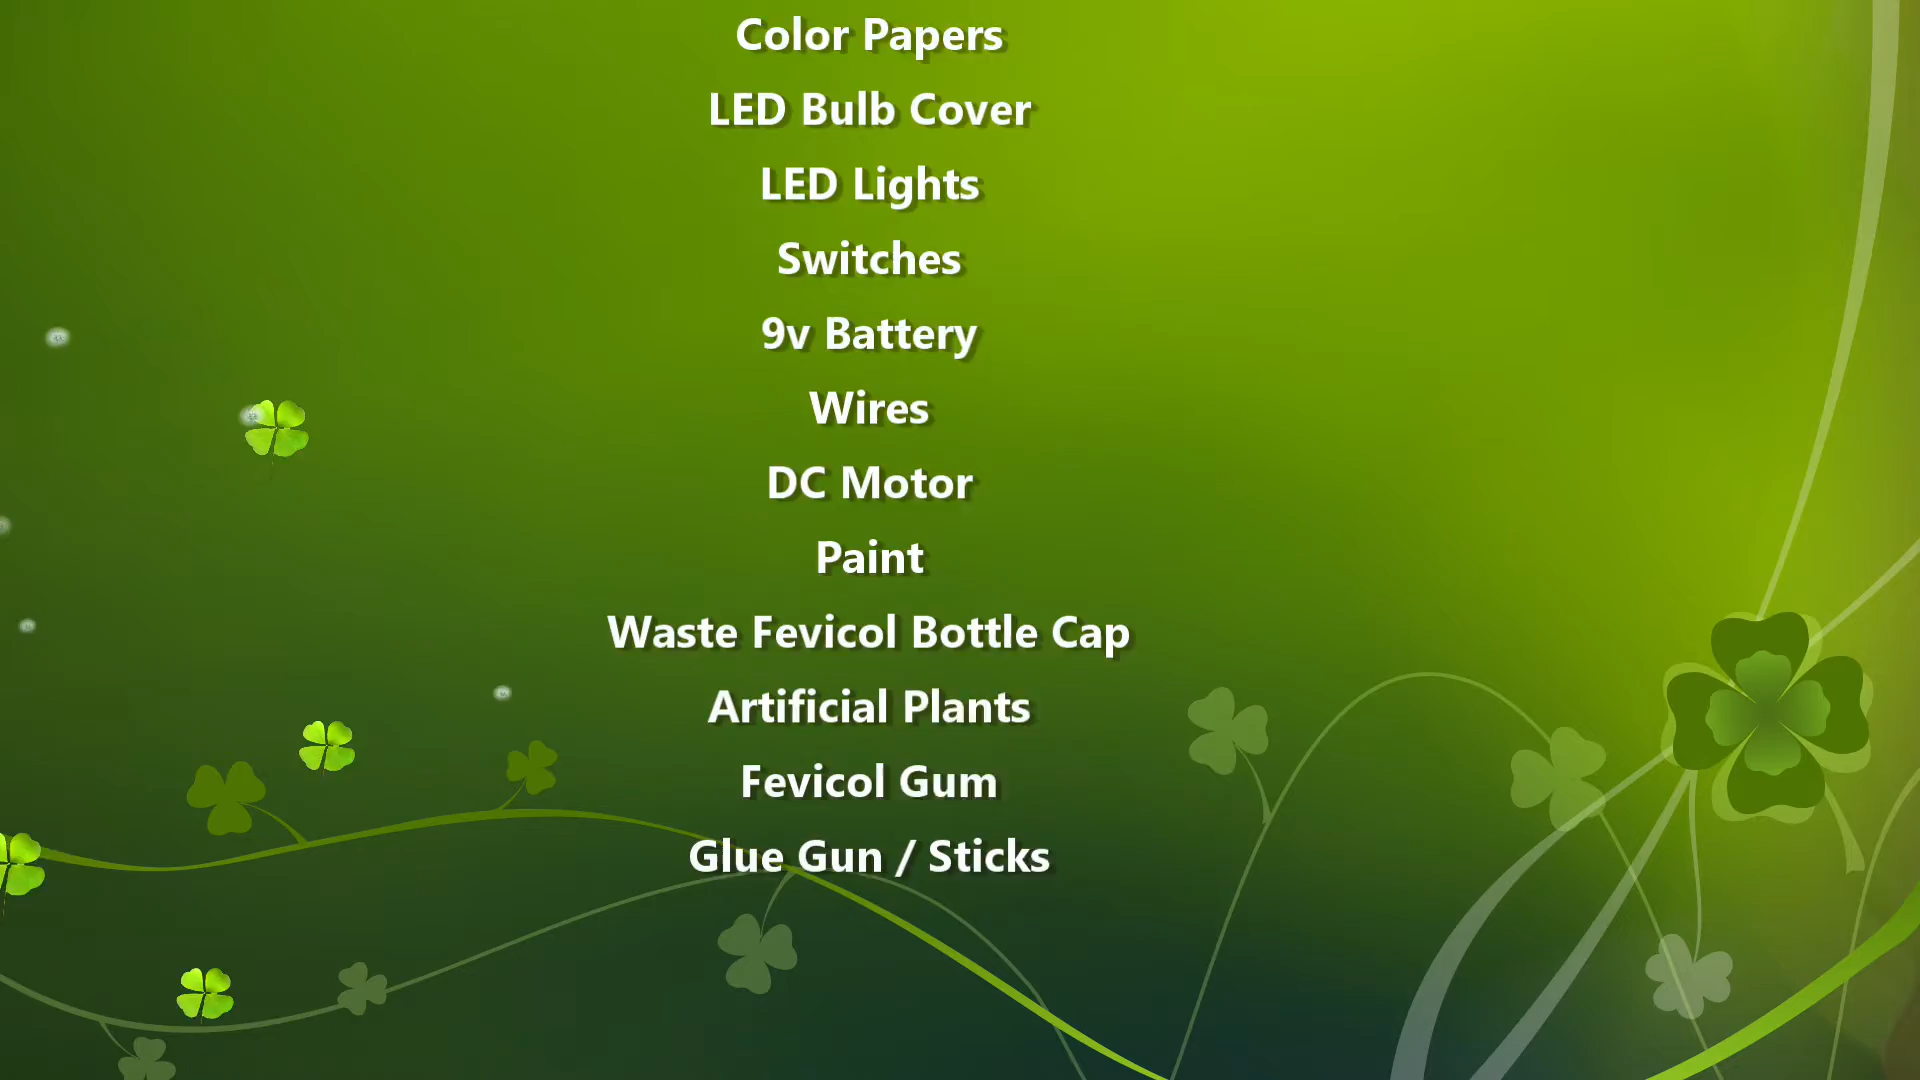 Color Papers
LED Bulb Cover
LED Lights
Switches
9v Battery
Wires
DC Motor
Paint
Waste Fevicol Bottle Cap
Artificial Plants
Fevicol Gum
Glue Gun / Sticks